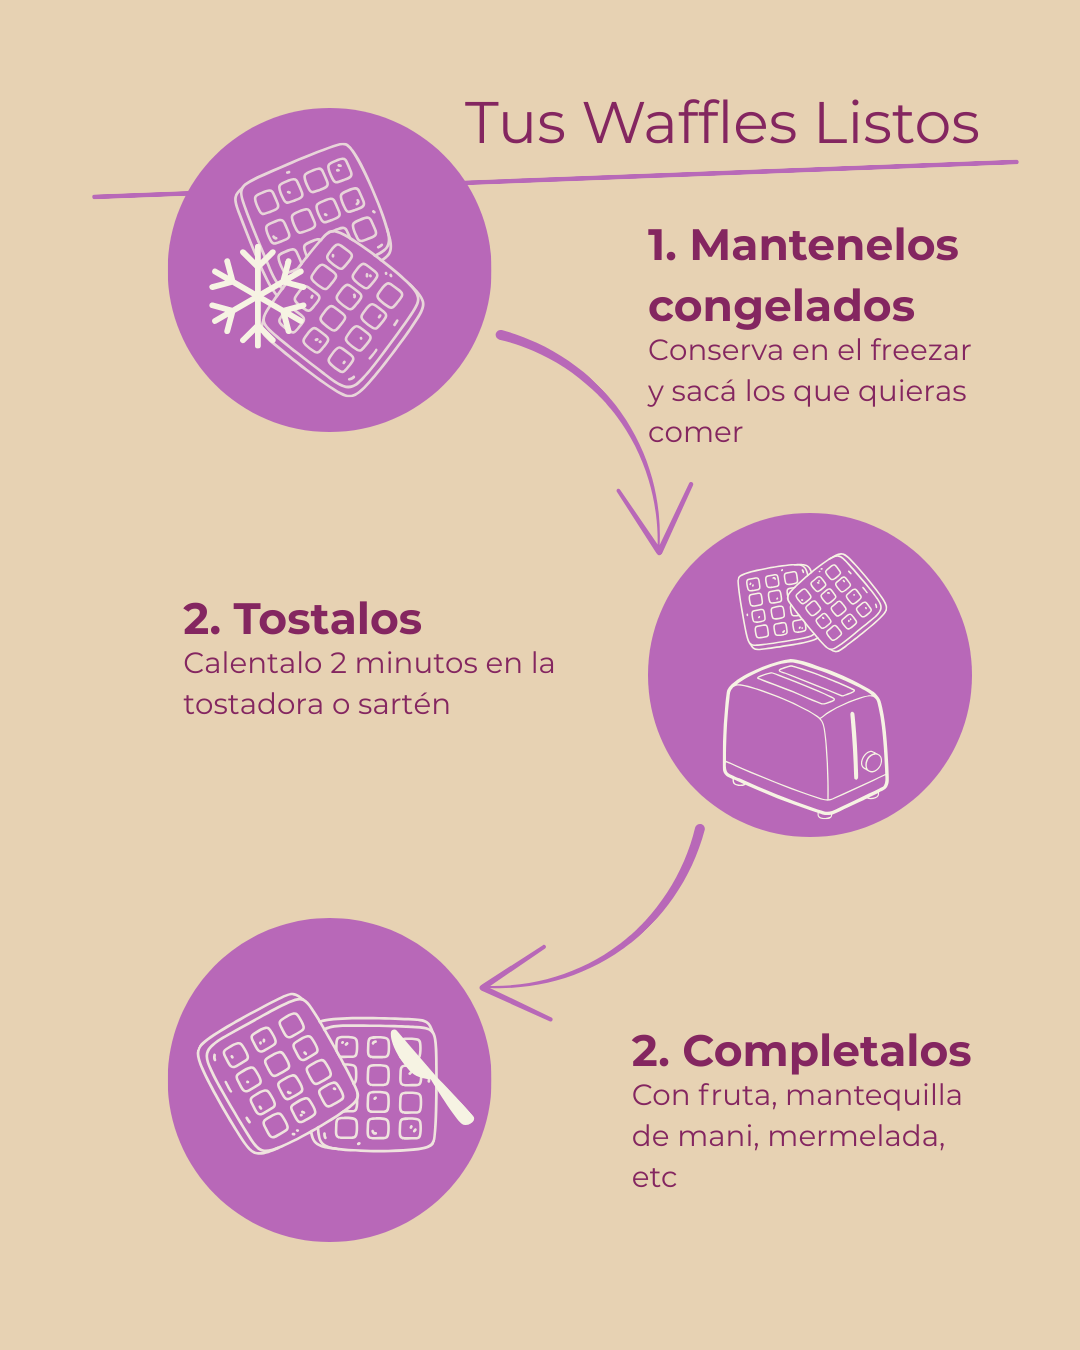 Tus Waffles Listos
1. Mantenelos
congelados
Conserva en el freezar
y sacá los que quieras
comer
2. Tostalos
Calentalo 2 minutos en la
tostadora o sartén
2. Completalos
Con fruta, mantequilla
de mani, mermelada,
etc